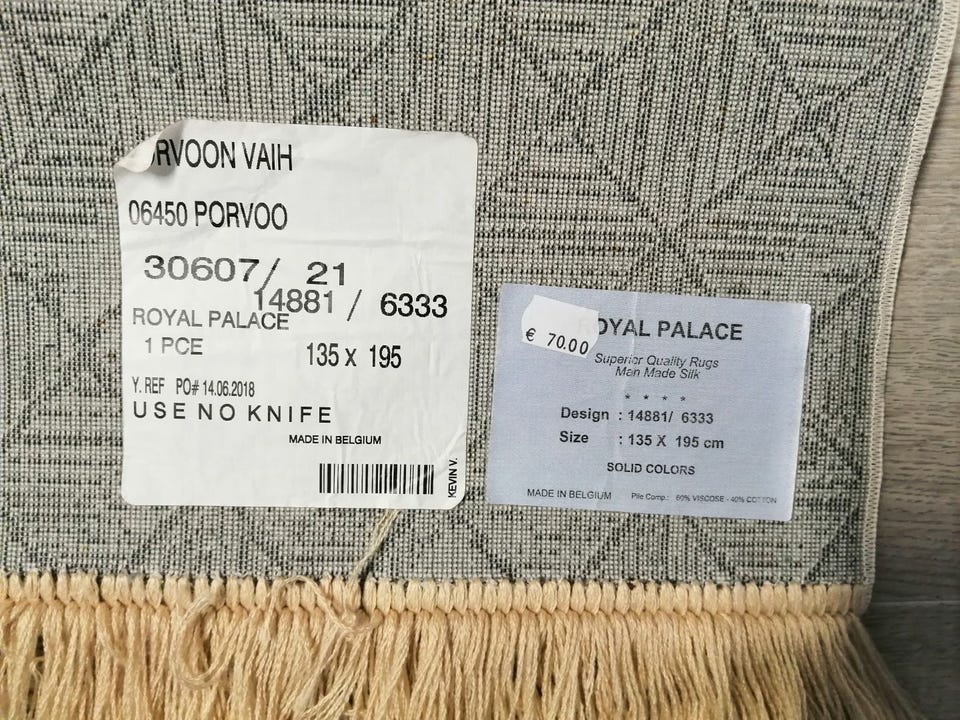 RVOON VAIH
06450 PORVOO
30607/ 21
14881 / 6333
ROYAL PALACE
1 PCE 135 x 195
Y. REF PO# 14.06.2018
USE NO KNIFE
MADE IN BELGIUM
KEVIN V.
€ 70.00
OYAL PALACE
Superior Quality Rugs
Man Made Silk
* * * *
Design : 14881/ 6333
Size : 135 X 195 cm
SOLID COLORS
MADE IN BELGIUM Pile Comp.: 60% VISCOSE - 40% COTTON